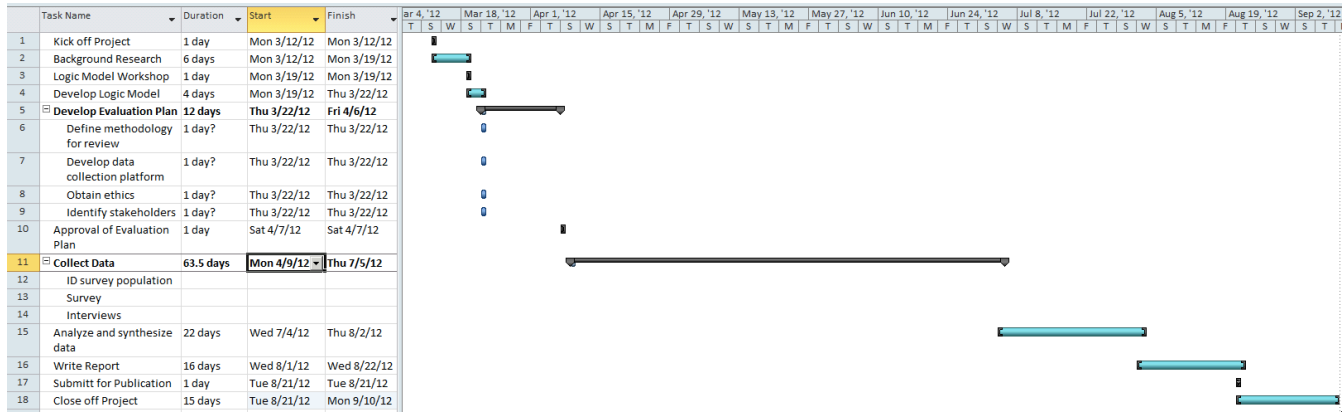 Task Name Duration Start Finish ar 4, '12 Mar 18, '12 Apr 1, '12 Apr 15, '12 Apr 29, '12 May 13, '12 May 27, '12 Jun 10, '12 Jun 24, '12 Jul 8, '12 Jul 22, '12 Aug 5, '12 Aug 19, '12 Sep 2, '12
T S W S T M F T S W S T M F T S W S T M F T S W S T M F T S W S T M F T S W S T M F T S W S T
1 Kick off Project 1 day Mon 3/12/12 Mon 3/12/12
2 Background Research 6 days Mon 3/12/12 Mon 3/19/12
3 Logic Model Workshop 1 day Mon 3/19/12 Mon 3/19/12
4 Develop Logic Model 4 days Mon 3/19/12 Thu 3/22/12
5 Develop Evaluation Plan 12 days Thu 3/22/12 Fri 4/6/12
6 Define methodology 1 day? Thu 3/22/12 Thu 3/22/12
for review
7 Develop data 1 day? Thu 3/22/12 Thu 3/22/12
collection platform
8 Obtain ethics 1 day? Thu 3/22/12 Thu 3/22/12
9 Identify stakeholders 1 day? Thu 3/22/12 Thu 3/22/12
10 Approval of Evaluation 1 day Sat 4/7/12 Sat 4/7/12
Plan
11 Collect Data 63.5 days Mon 4/9/12 Thu 7/5/12
12 ID survey population
13 Survey
14 Interviews
15 Analyze and synthesize 22 days Wed 7/4/12 Thu 8/2/12
data
16 Write Report 16 days Wed 8/1/12 Wed 8/22/12
17 Submitt for Publication 1 day Tue 8/21/12 Tue 8/21/12
18 Close off Project 15 days Tue 8/21/12 Mon 9/10/12